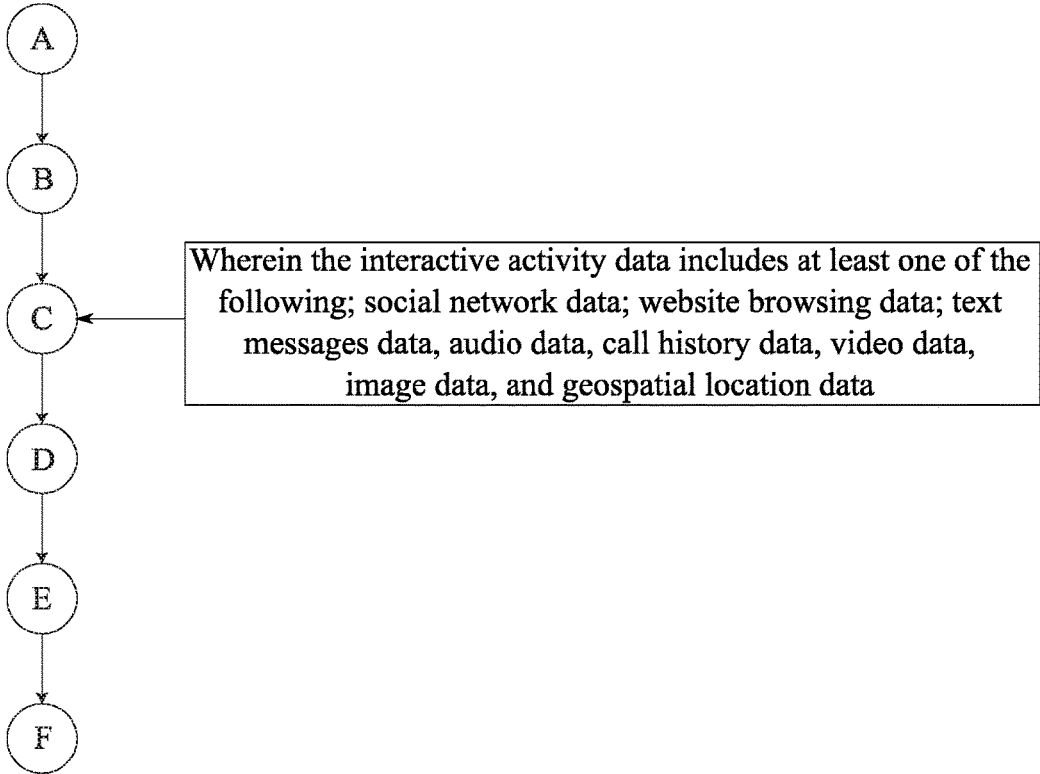 A
B
Wherein the interactive activity data includes at least one of the
following; social network data; website browsing data; text
messages data, audio data, call history data, video data,
image data, and geospatial location data
C
D
E
F